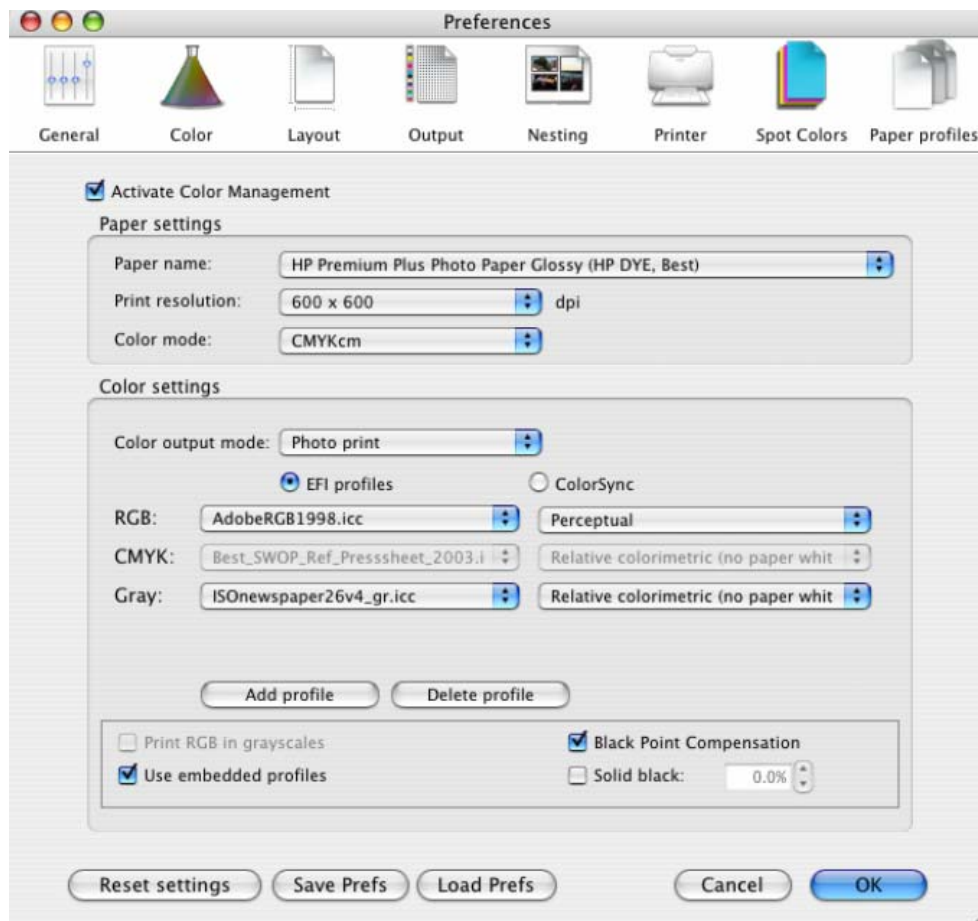 Preferences
General Color Layout Output Nesting Printer Spot Colors Paper profiles
Activate Color Management
Paper settings
Paper name: HP Premium Plus Photo Paper Glossy (HP DYE, Best)
Print resolution: 600 x 600 dpi
Color mode: CMYKcm
Color settings
Color output mode: Photo print
EFI profiles ColorSync
RGB: AdobeRGB1998.icc Perceptual
CMYK: Best_SWOP_Ref_Presssheet_2003.i Relative colorimetric (no paper whit
Gray: ISOnewspaper26v4_gr.icc Relative colorimetric (no paper whit
Add profile Delete profile
Print RGB in grayscales Black Point Compensation
Use embedded profiles Solid black: 0.0%
Reset settings Save Prefs Load Prefs Cancel OK